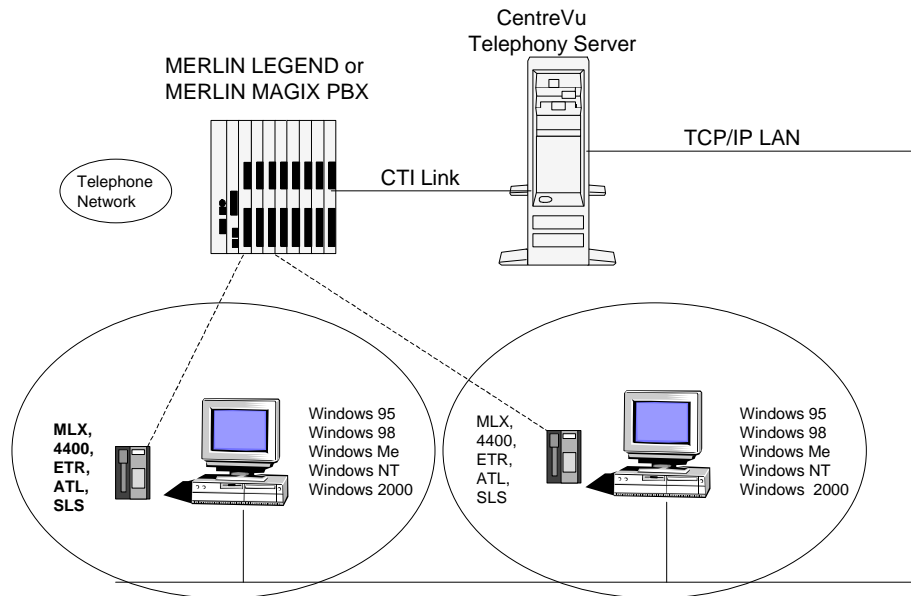 CentreVu
Telephony Server
MERLIN LEGEND or
MERLIN MAGIX PBX
TCP/IP LAN
Telephone
Network
CTI Link
MLX,
4400,
ETR,
ATL,
SLS
Windows 95
Windows 98
Windows Me
Windows NT
Windows 2000
MLX,
4400,
ETR,
ATL,
SLS
Windows 95
Windows 98
Windows Me
Windows NT
Windows 2000